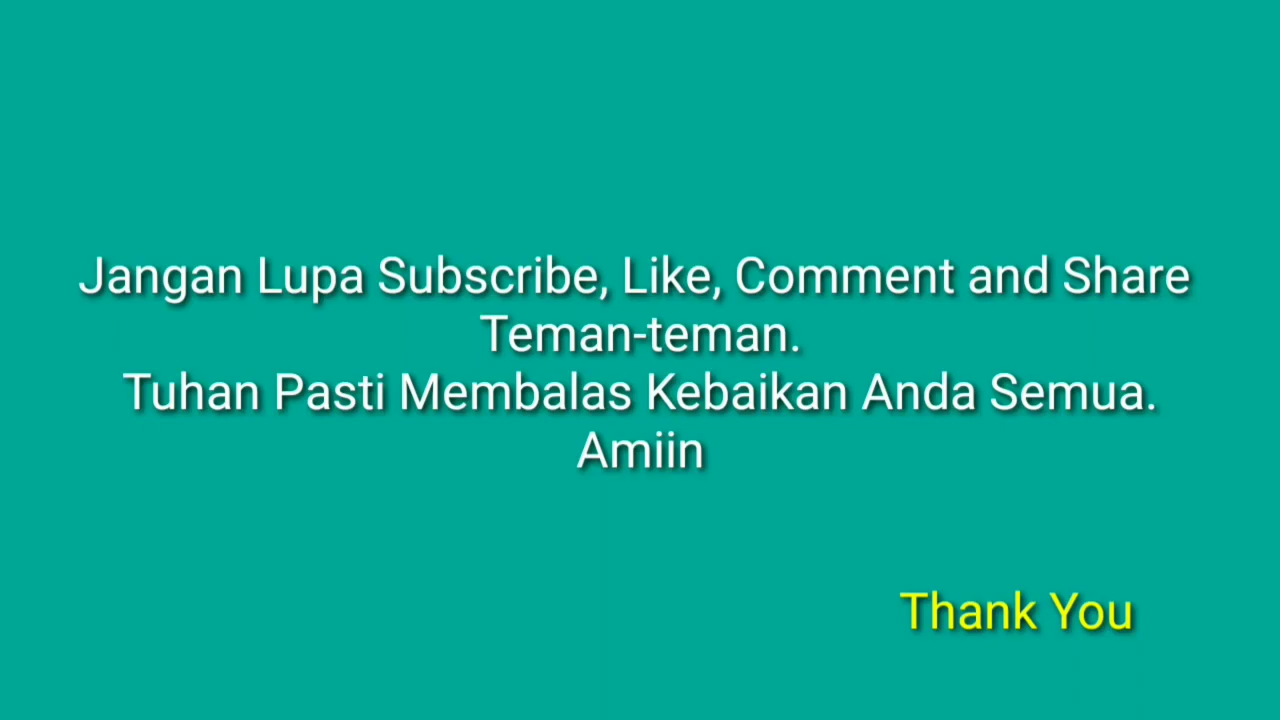 Jangan Lupa Subscribe, Like, Comment and Share
Teman-teman.
Tuhan Pasti Membalas Kebaikan Anda Semua.
Amiin
Thank You